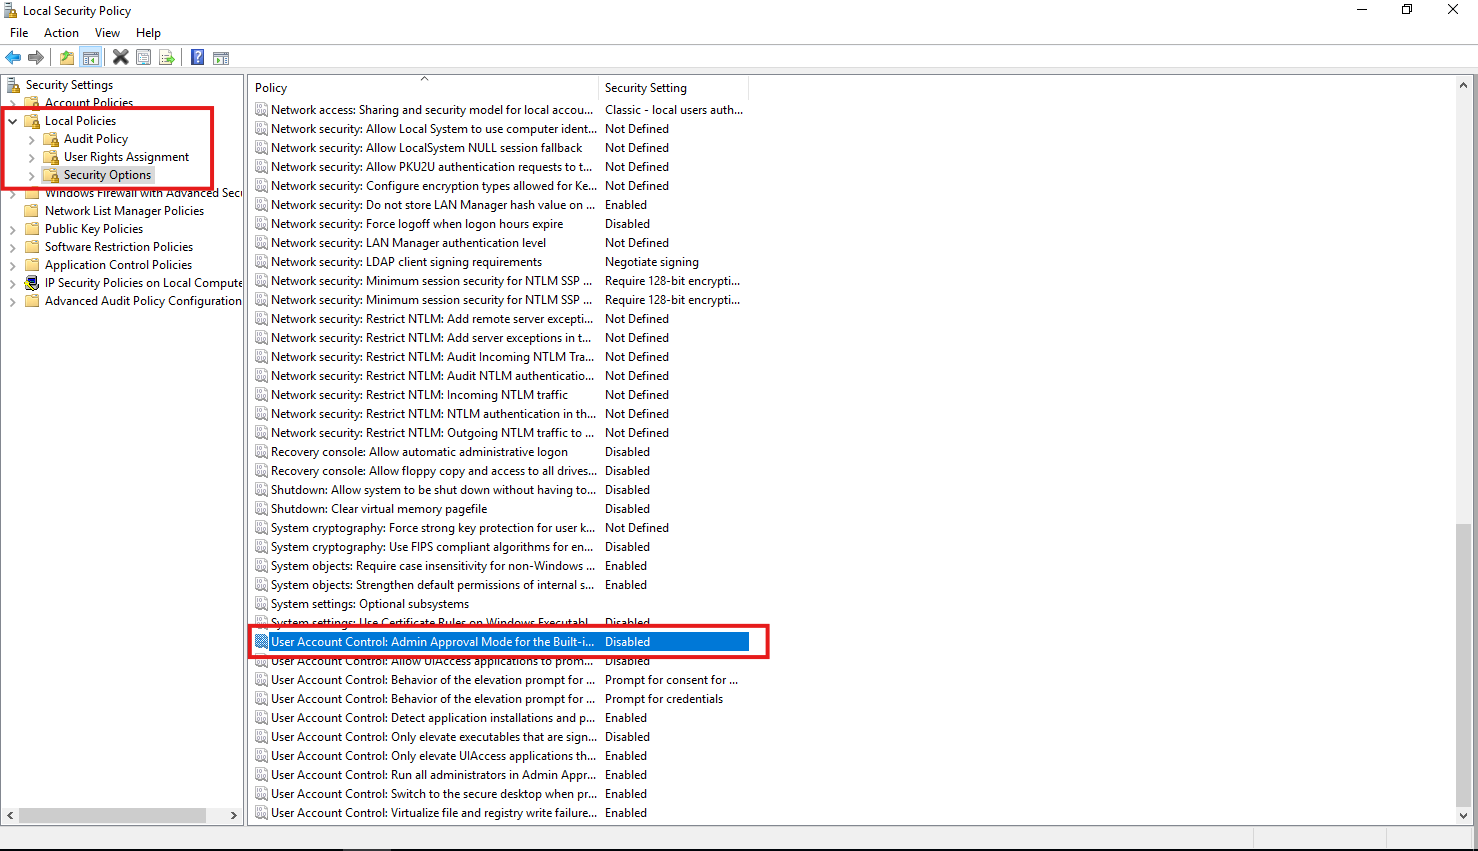 Local Security Policy
File Action View Help
Security Settings
Account Policies
Local Policies
Audit Policy
User Rights Assignment
Security Options
Windows Firewall with Advanced Secu
Network List Manager Policies
Public Key Policies
Software Restriction Policies
Application Control Policies
IP Security Policies on Local Compute
Advanced Audit Policy Configuration
Policy Security Setting
Network access: Sharing and security model for local accou... Classic - local users auth...
Network security: Allow Local System to use computer ident... Not Defined
Network security: Allow LocalSystem NULL session fallback Not Defined
Network security: Allow PKU2U authentication requests to t... Not Defined
Network security: Configure encryption types allowed for Ke... Not Defined
Network security: Do not store LAN Manager hash value on ... Enabled
Network security: Force logoff when logon hours expire Disabled
Network security: LAN Manager authentication level Not Defined
Network security: LDAP client signing requirements Negotiate signing
Network security: Minimum session security for NTLM SSP ... Require 128-bit encrypti...
Network security: Minimum session security for NTLM SSP ... Require 128-bit encrypti...
Network security: Restrict NTLM: Add remote server excepti... Not Defined
Network security: Restrict NTLM: Add server exceptions in t... Not Defined
Network security: Restrict NTLM: Audit Incoming NTLM Tra... Not Defined
Network security: Restrict NTLM: Audit NTLM authenticatio... Not Defined
Network security: Restrict NTLM: Incoming NTLM traffic Not Defined
Network security: Restrict NTLM: NTLM authentication in th... Not Defined
Network security: Restrict NTLM: Outgoing NTLM traffic to ... Not Defined
Recovery console: Allow automatic administrative logon Disabled
Recovery console: Allow floppy copy and access to all drives... Disabled
Shutdown: Allow system to be shut down without having to... Disabled
Shutdown: Clear virtual memory pagefile Disabled
System cryptography: Force strong key protection for user k... Not Defined
System cryptography: Use FIPS compliant algorithms for en... Disabled
System objects: Require case insensitivity for non-Windows ... Enabled
System objects: Strengthen default permissions of internal s... Enabled
System settings: Optional subsystems
System settings: Use Certificate Rules on Windows Executabl... Disabled
User Account Control: Admin Approval Mode for the Built-i... Disabled
User Account Control: Allow UIAccess applications to prom... Disabled
User Account Control: Behavior of the elevation prompt for ... Prompt for consent for ...
User Account Control: Behavior of the elevation prompt for ... Prompt for credentials
User Account Control: Detect application installations and p... Enabled
User Account Control: Only elevate executables that are sign... Disabled
User Account Control: Only elevate UIAccess applications th... Enabled
User Account Control: Run all administrators in Admin Appr... Enabled
User Account Control: Switch to the secure desktop when pr... Enabled
User Account Control: Virtualize file and registry write failure... Enabled